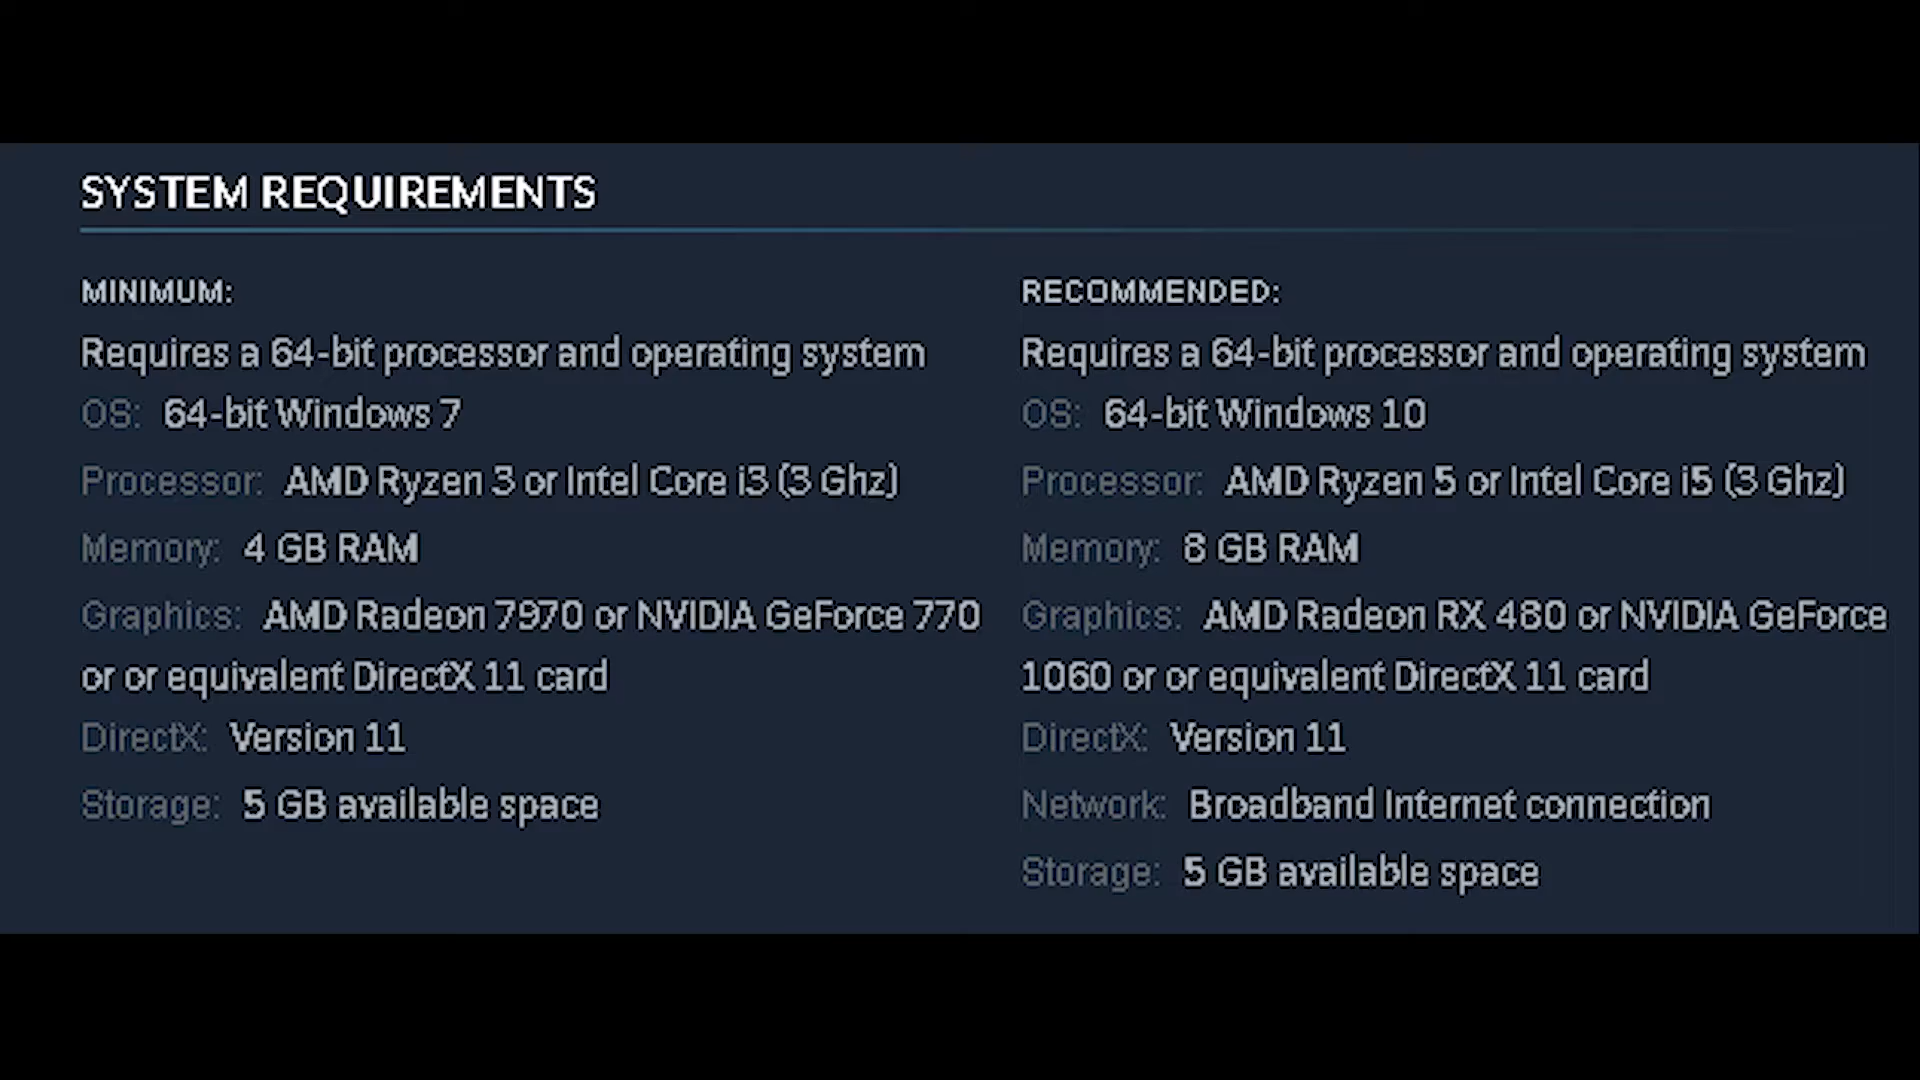 SYSTEM REQUIREMENTS
MINIMUM:
Requires a 64-bit processor and operating system
OS: 64-bit Windows 7
Processor: AMD Ryzen 3 or Intel Core i3 (3 Ghz)
Memory: 4 GB RAM
Graphics: AMD Radeon 7970 or NVIDIA GeForce 770
or or equivalent DirectX 11 card
DirectX: Version 11
Storage: 5 GB available space
RECOMMENDED:
Requires a 64-bit processor and operating system
OS: 64-bit Windows 10
Processor: AMD Ryzen 5 or Intel Core i5 (3 Ghz)
Memory: 8 GB RAM
Graphics: AMD Radeon RX 480 or NVIDIA GeForce
1060 or or equivalent DirectX 11 card
DirectX: Version 11
Network: Broadband Internet connection
Storage: 5 GB available space